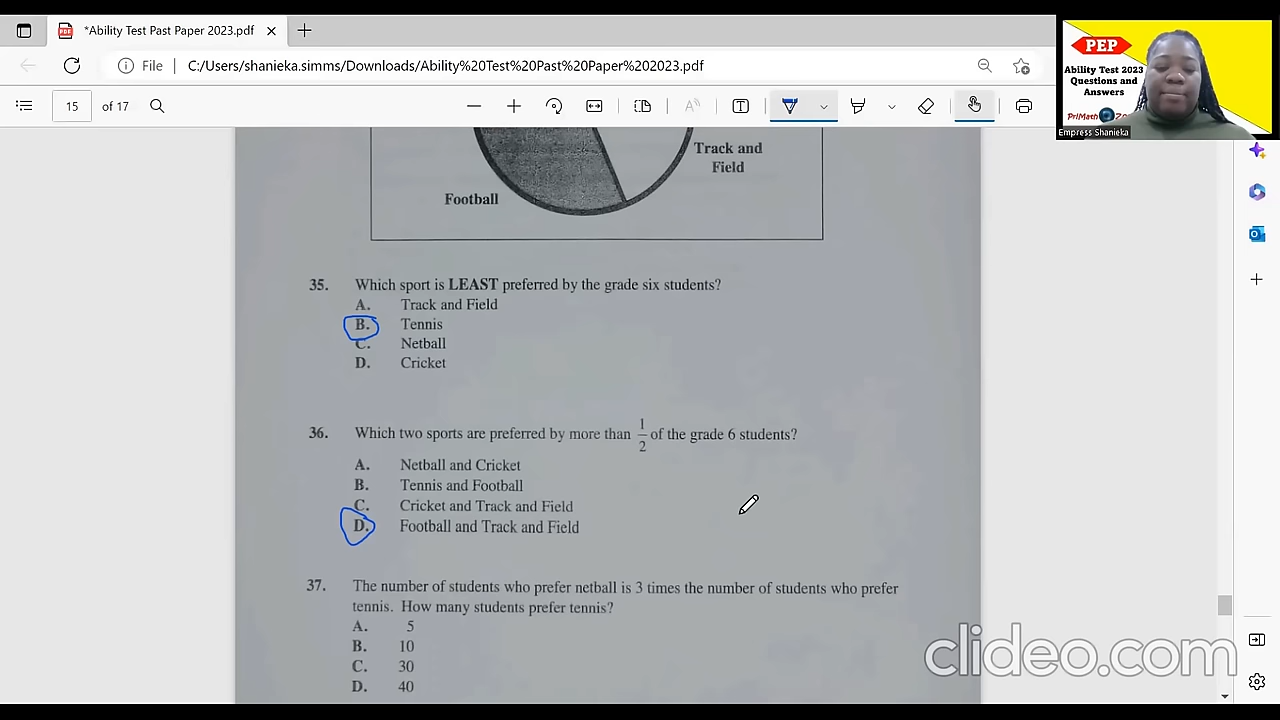 *Ability Test Past Paper 2023.pdf
File C:/Users/shanieka.simms/Downloads/Ability%20Test%20Past%20Paper%202023.pdf
15 of 17
PEP
Ability Test 2023
Questions and
Answers
PriMath Zo
Empress Shanieka
Track and
Field
Football
35. Which sport is LEAST preferred by the grade six students?
A. Track and Field
B. Tennis
C. Netball
D. Cricket
36. Which two sports are preferred by more than 1/2 of the grade 6 students?
A. Netball and Cricket
B. Tennis and Football
C. Cricket and Track and Field
D. Football and Track and Field
37. The number of students who prefer netball is 3 times the number of students who prefer
tennis. How many students prefer tennis?
A. 5
B. 10
C. 30
D. 40
clideo.com